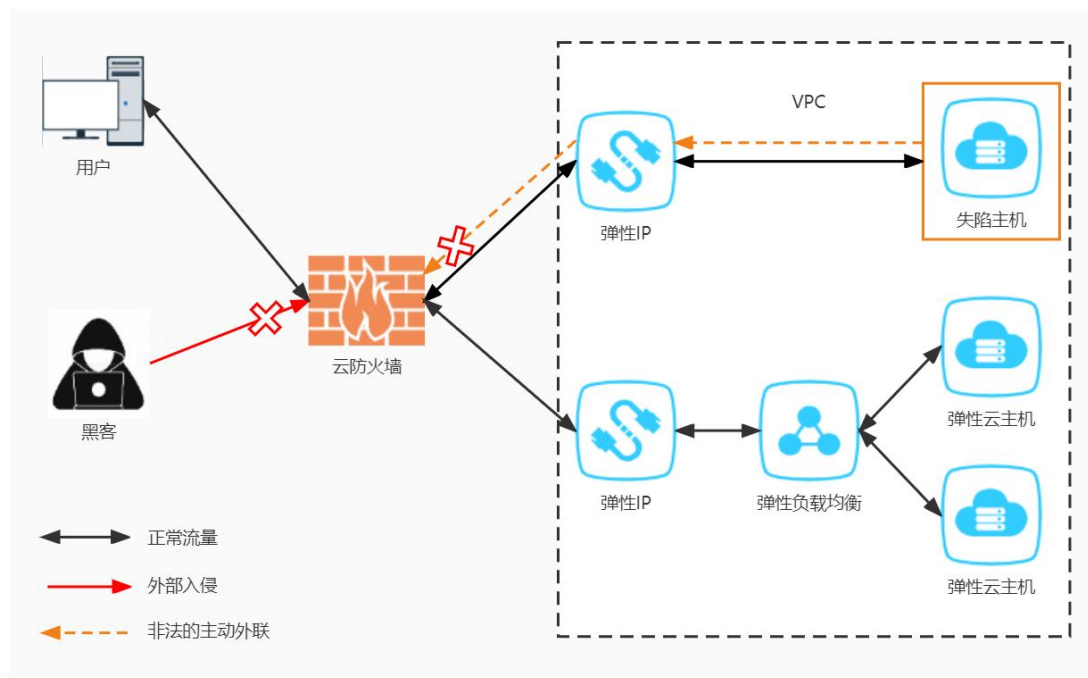 VPC
用户
弹性IP
失陷主机
云防火墙
黑客
弹性云主机
弹性IP
弹性负载均衡
正常流量
外部入侵
弹性云主机
非法的主动外联